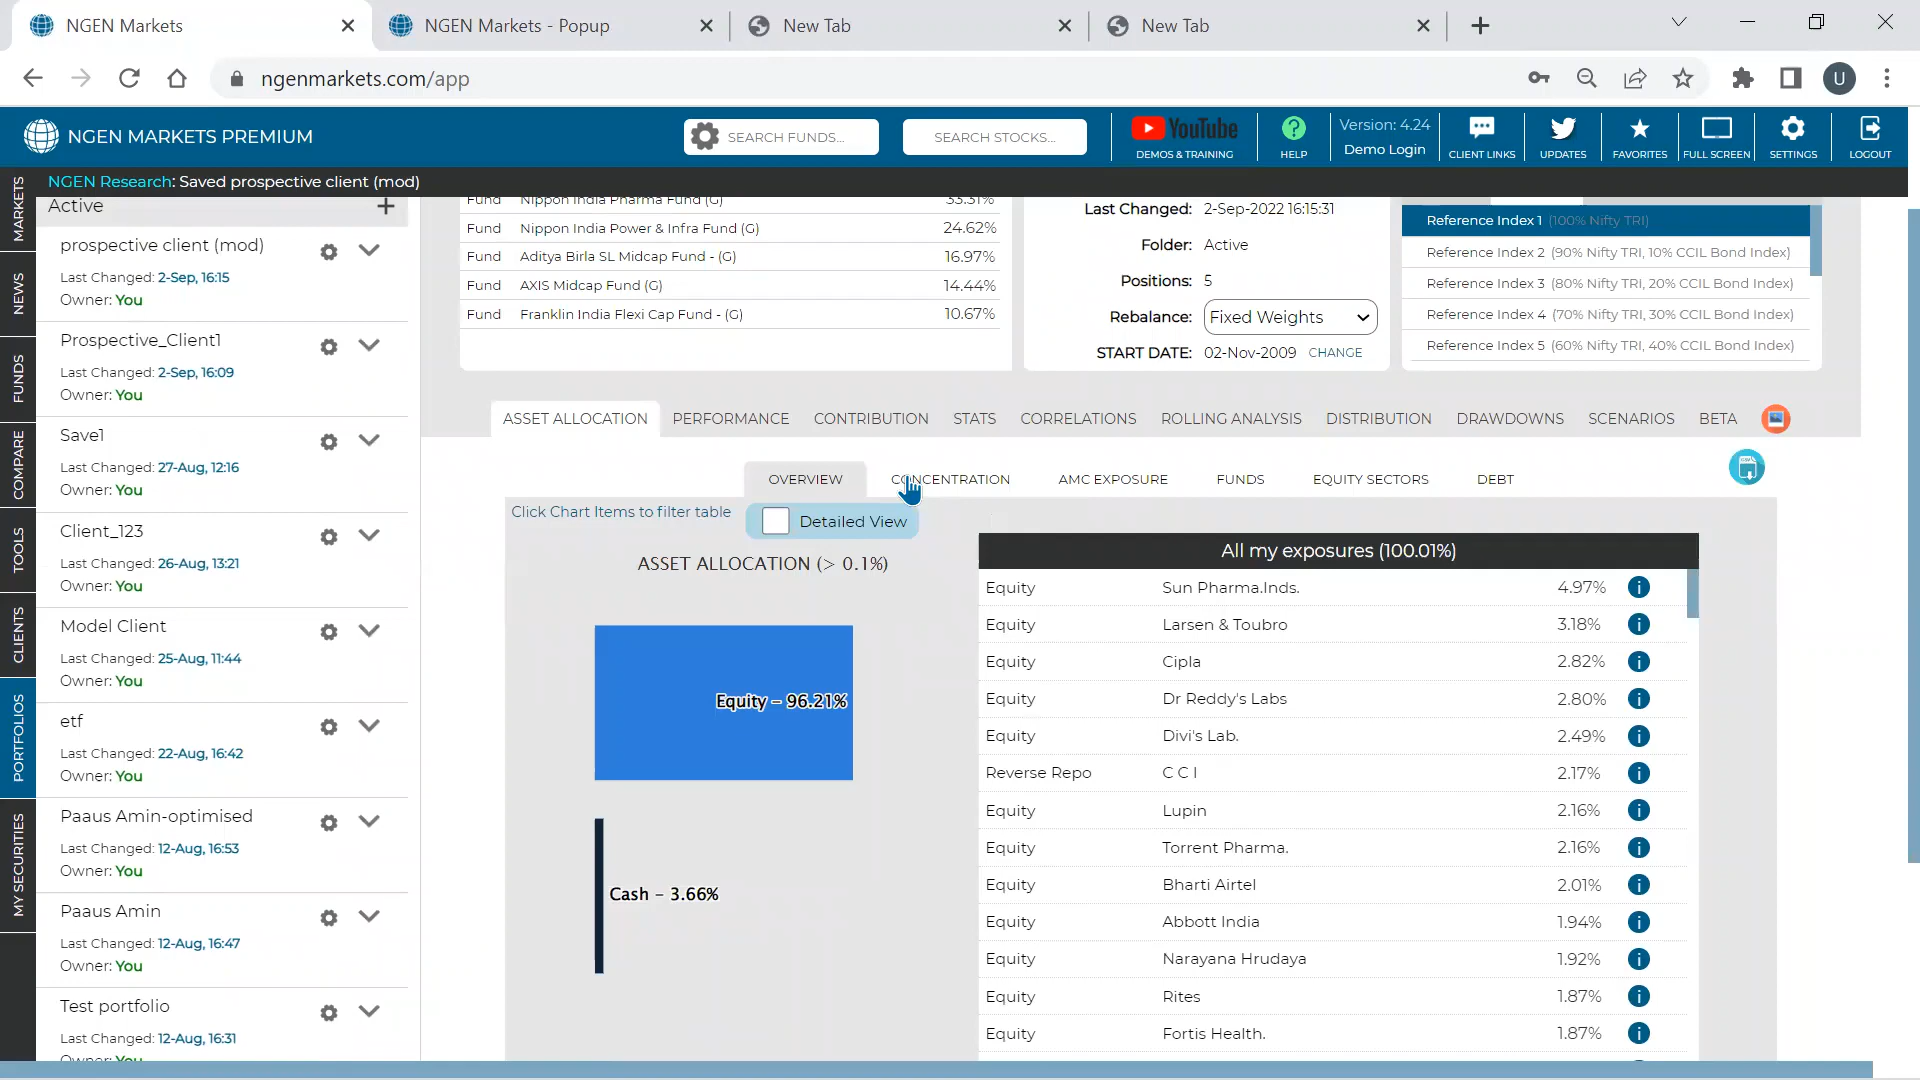 NGEN Markets
NGEN Markets - Popup
New Tab
New Tab
ngenmarkets.com/app
U
NGEN MARKETS PREMIUM
SEARCH FUNDS...
SEARCH STOCKS...
YouTube
DEMOS & TRAINING
HELP
Version: 4.24
Demo Login
CLIENT LINKS
UPDATES
FAVORITES
FULL SCREEN
SETTINGS
LOGOUT
NGEN Research: Saved prospective client (mod)
MARKETS
NEWS
FUNDS
COMPARE
TOOLS
CLIENTS
PORTFOLIOS
MY SECURITIES
Active
prospective client (mod)
Last Changed: 2-Sep, 16:15
Owner: You
Prospective_Client1
Last Changed: 2-Sep, 16:09
Owner: You
Save1
Last Changed: 27-Aug, 12:16
Owner: You
Client_123
Last Changed: 26-Aug, 13:21
Owner: You
Model Client
Last Changed: 25-Aug, 11:44
Owner: You
etf
Last Changed: 22-Aug, 16:42
Owner: You
Paaus Amin-optimised
Last Changed: 12-Aug, 16:53
Owner: You
Paaus Amin
Last Changed: 12-Aug, 16:47
Owner: You
Test portfolio
Last Changed: 12-Aug, 16:31
Owner: You
Fund Nippon India Pharma Fund (G) 33.31%
Fund Nippon India Power & Infra Fund (G) 24.62%
Fund Aditya Birla SL Midcap Fund - (G) 16.97%
Fund AXIS Midcap Fund (G) 14.44%
Fund Franklin India Flexi Cap Fund - (G) 10.67%
Last Changed: 2-Sep-2022 16:15:31
Folder: Active
Positions: 5
Rebalance: Fixed Weights
START DATE: 02-Nov-2009 CHANGE
Reference Index 1 (100% Nifty TRI)
Reference Index 2 (90% Nifty TRI, 10% CCIL Bond Index)
Reference Index 3 (80% Nifty TRI, 20% CCIL Bond Index)
Reference Index 4 (70% Nifty TRI, 30% CCIL Bond Index)
Reference Index 5 (60% Nifty TRI, 40% CCIL Bond Index)
ASSET ALLOCATION PERFORMANCE CONTRIBUTION STATS CORRELATIONS ROLLING ANALYSIS DISTRIBUTION DRAWDOWNS SCENARIOS BETA
OVERVIEW CONCENTRATION AMC EXPOSURE FUNDS EQUITY SECTORS DEBT
Click Chart Items to filter table
Detailed View
ASSET ALLOCATION (> 0.1%)
Equity – 96.21%
Cash – 3.66%
All my exposures (100.01%)
Equity Sun Pharma.Inds. 4.97% i
Equity Larsen & Toubro 3.18% i
Equity Cipla 2.82% i
Equity Dr Reddy's Labs 2.80% i
Equity Divi's Lab. 2.49% i
Reverse Repo C C I 2.17% i
Equity Lupin 2.16% i
Equity Torrent Pharma. 2.16% i
Equity Bharti Airtel 2.01% i
Equity Abbott India 1.94% i
Equity Narayana Hrudaya 1.92% i
Equity Rites 1.87% i
Equity Fortis Health. 1.87% i